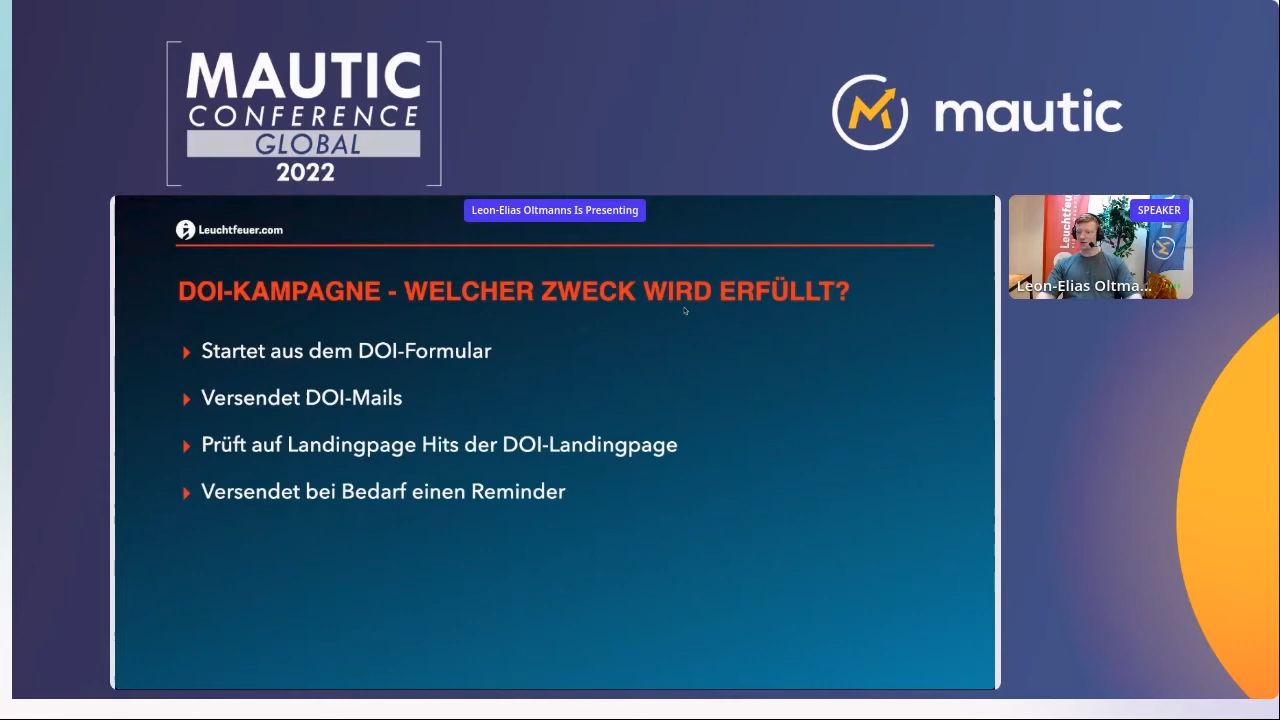 MAUTIC
CONFERENCE
GLOBAL
2022
mautic
Leon-Elias Oltmanns Is Presenting
Leuchtfeuer.com
DOI-KAMPAGNE - WELCHER ZWECK WIRD ERFÜLLT?
Startet aus dem DOI-Formular
Versendet DOI-Mails
Prüft auf Landingpage Hits der DOI-Landingpage
Versendet bei Bedarf einen Reminder
SPEAKER
Leuchtfeuer
Leon-Elias Oltma...